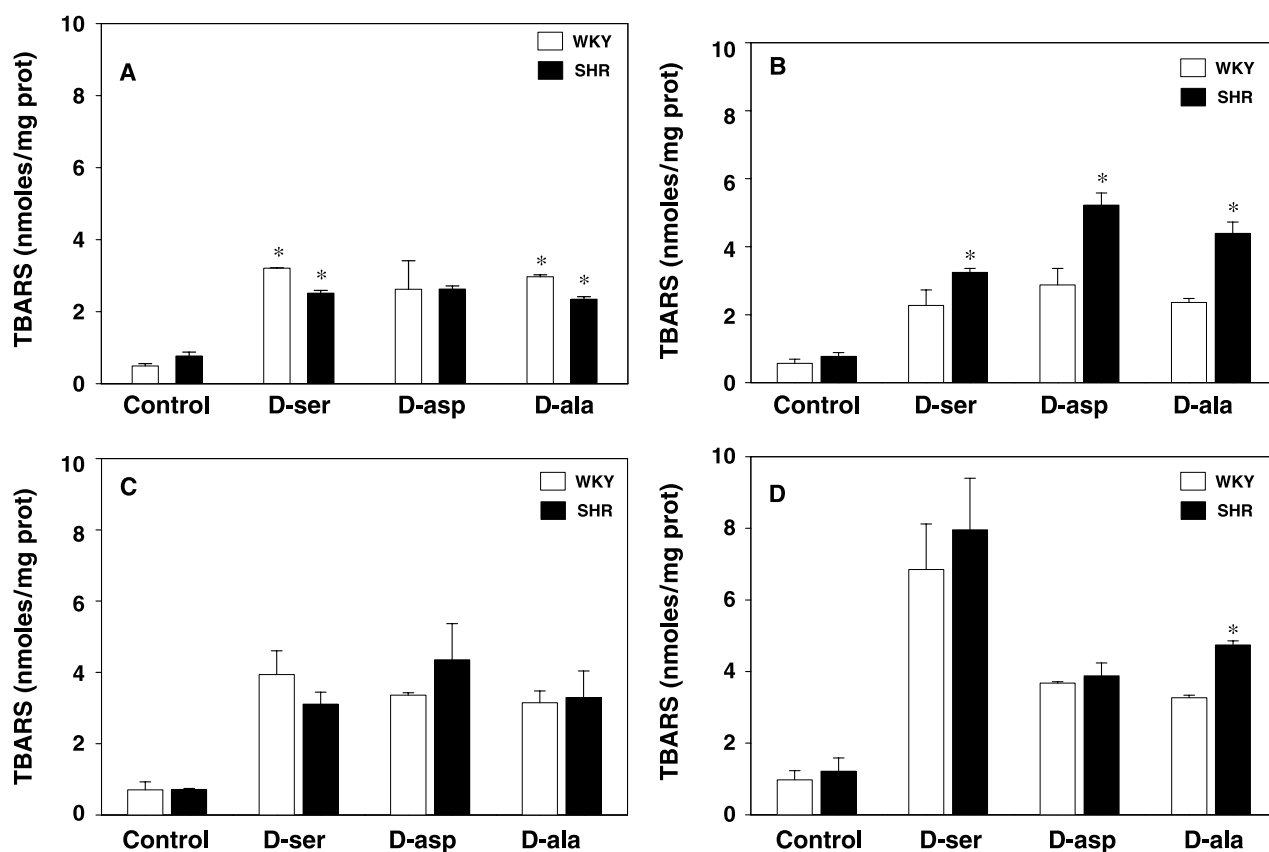 A
TBARS (nmoles/mg prot)
10
8
6
4
2
0
WKY
SHR
*
*
*
*
Control D-ser D-asp D-ala
B
TBARS (nmoles/mg prot)
10
8
6
4
2
0
WKY
SHR
*
*
*
Control D-ser D-asp D-ala
C
TBARS (nmoles/mg prot)
10
8
6
4
2
0
WKY
SHR
Control D-ser D-asp D-ala
D
TBARS (nmoles/mg prot)
10
8
6
4
2
0
WKY
SHR
*
Control D-ser D-asp D-ala